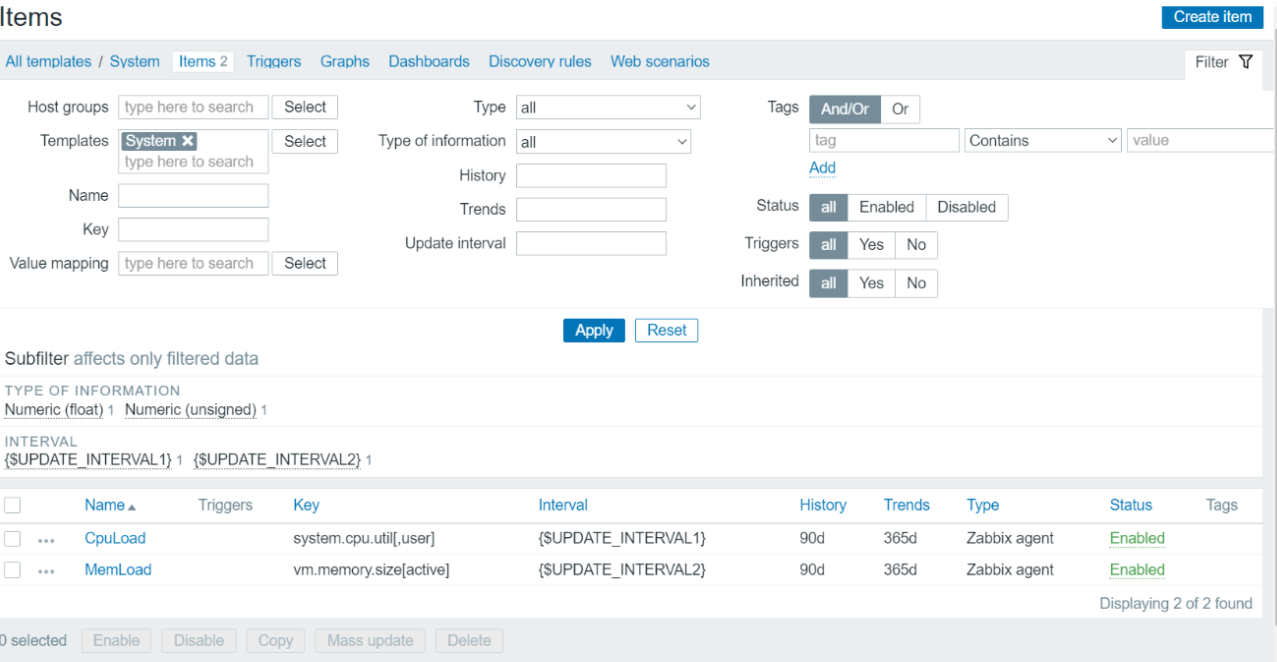 Items Create item
All templates / System Items 2 Triggers Graphs Dashboards Discovery rules Web scenarios Filter
Host groups type here to search Select Type all Tags And/Or Or
Templates System type here to search Select Type of information all tag Contains value
History Add
Name Trends Status all Enabled Disabled
Key Update interval Triggers all Yes No
Value mapping type here to search Select Inherited all Yes No
Apply Reset
Subfilter affects only filtered data
TYPE OF INFORMATION
Numeric (float) 1 Numeric (unsigned) 1
INTERVAL
{$UPDATE_INTERVAL1} 1 {$UPDATE_INTERVAL2} 1
Name Triggers Key Interval History Trends Type Status Tags
CpuLoad system.cpu.util[,user] {$UPDATE_INTERVAL1} 90d 365d Zabbix agent Enabled
MemLoad vm.memory.size[active] {$UPDATE_INTERVAL2} 90d 365d Zabbix agent Enabled
Displaying 2 of 2 found
0 selected Enable Disable Copy Mass update Delete